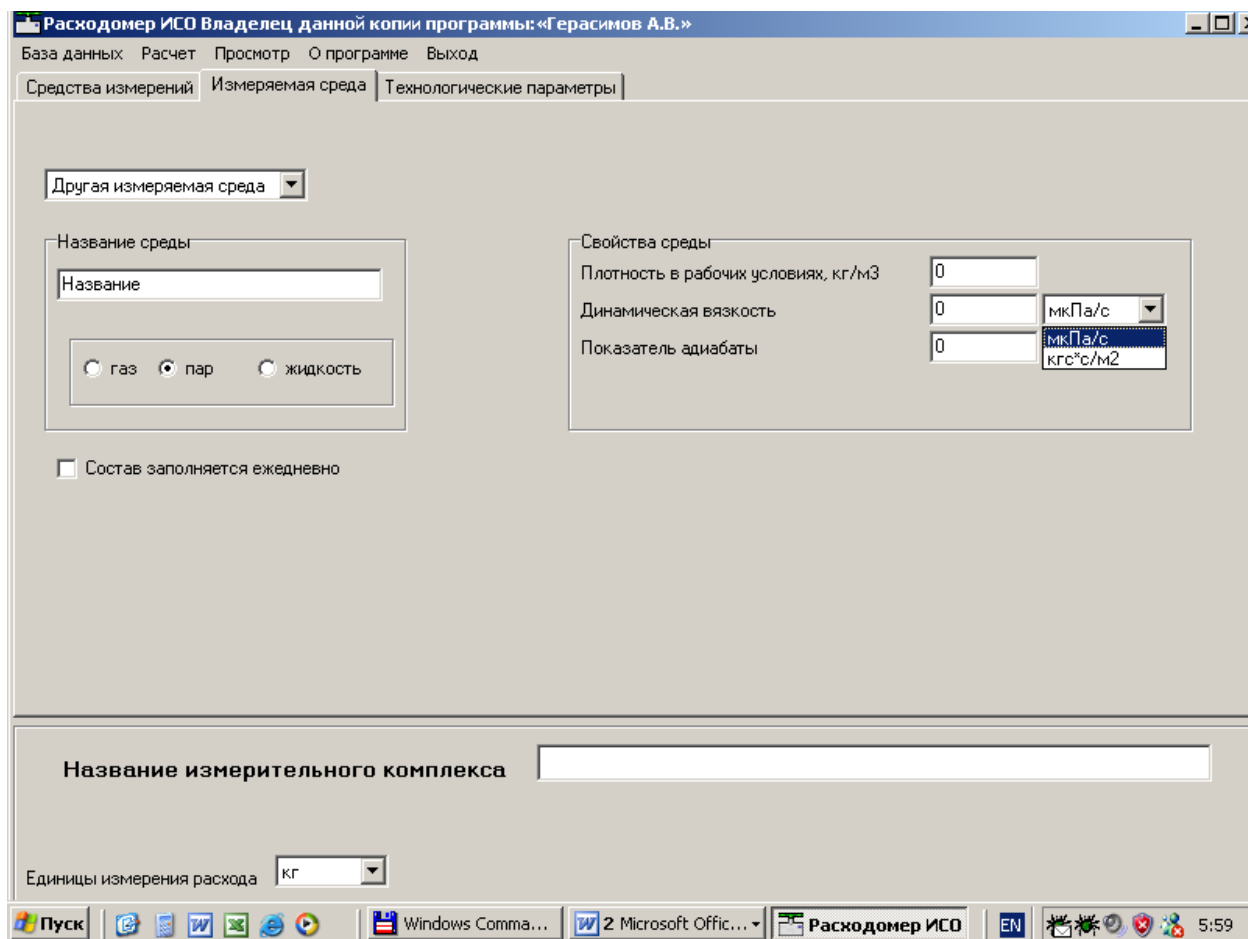 Расходомер ИСО Владелец данной копии программы:«Герасимов А.В.»
База данных Расчет Просмотр О программе Выход
Средства измерений Измеряемая среда Технологические параметры
Другая измеряемая среда
Название среды
Название
газ пар жидкость
Состав заполняется ежедневно
Свойства среды
Плотность в рабочих условиях, кг/м3 0
Динамическая вязкость 0 мкПа/с
мкПа/с
кгс*с/м2
Показатель адиабаты 0
Название измерительного комплекса
Единицы измерения расхода кг
Пуск Windows Comma... 2 Microsoft Offic... Расходомер ИСО EN 5:59